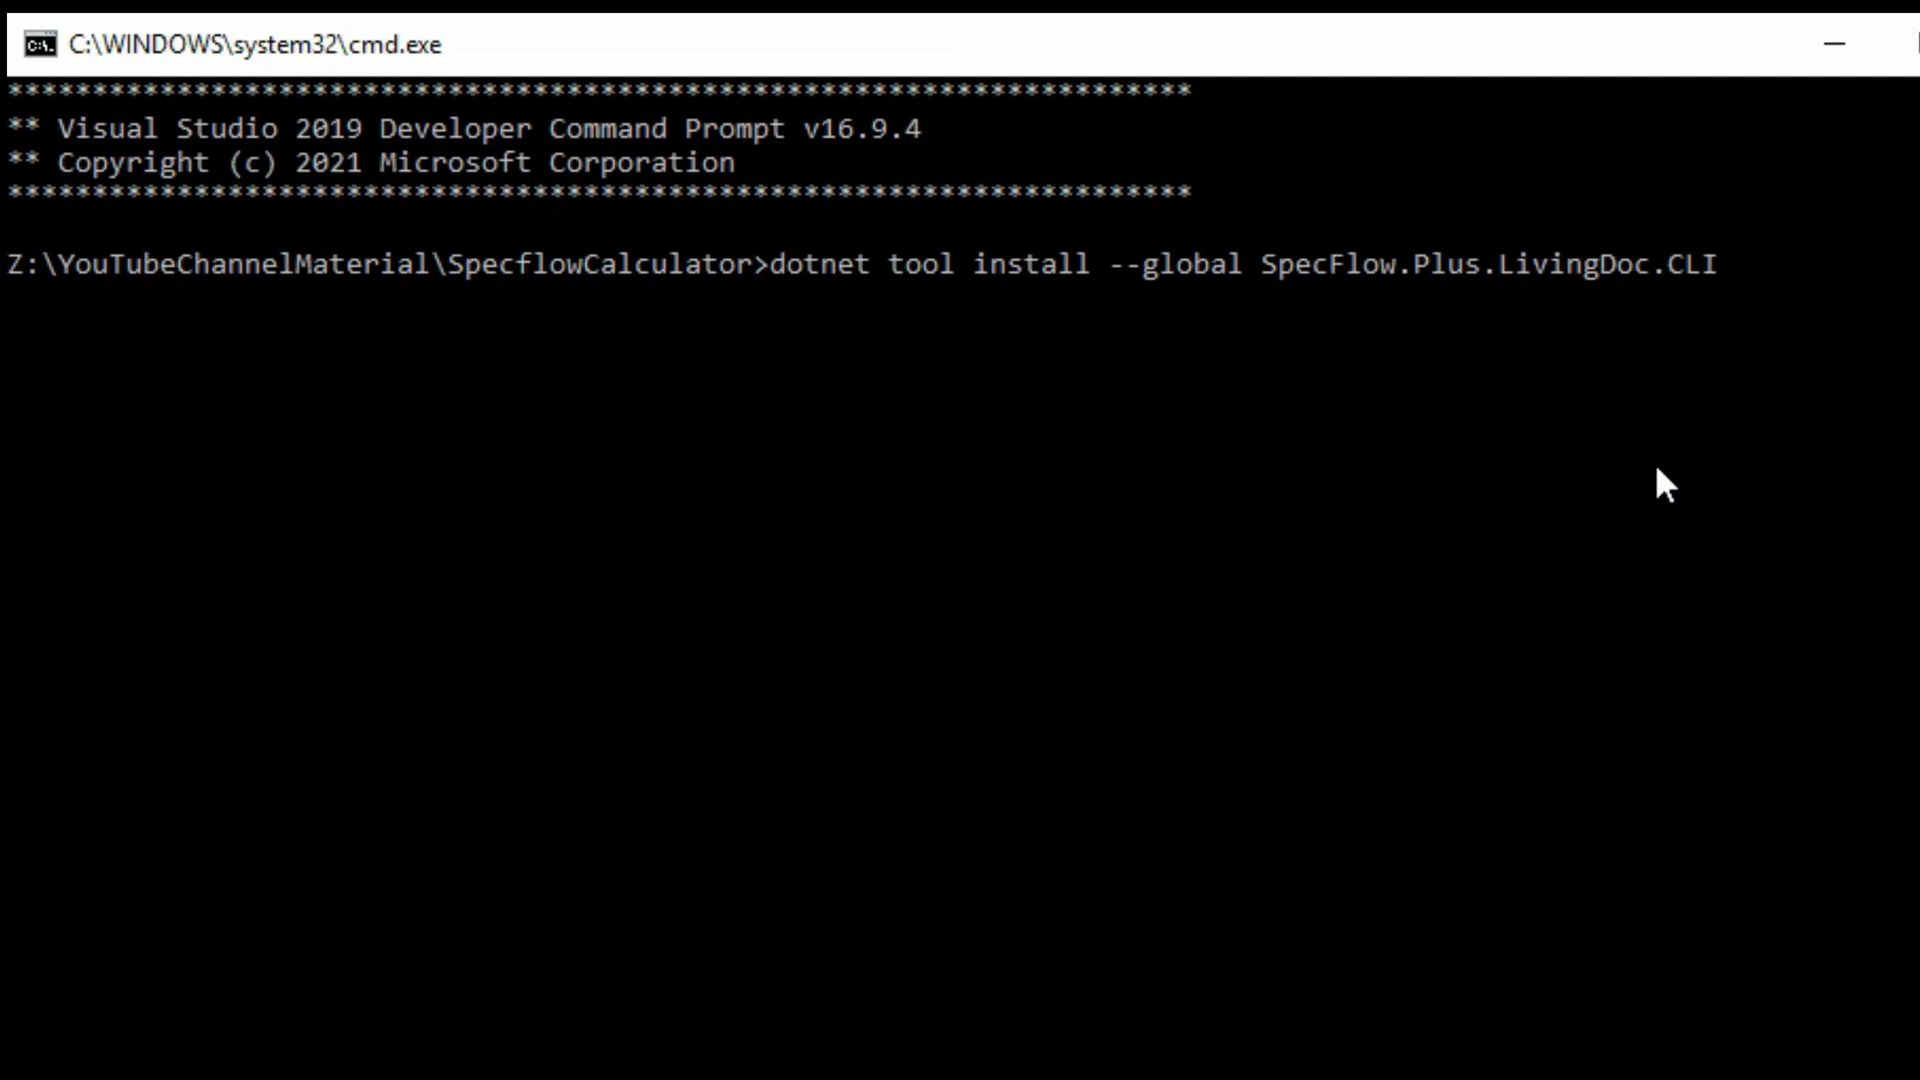 C:\WINDOWS\system32\cmd.exe
**********************************************************************
** Visual Studio 2019 Developer Command Prompt v16.9.4
** Copyright (c) 2021 Microsoft Corporation
**********************************************************************
Z:\YouTubeChannelMaterial\SpecflowCalculator>dotnet tool install --global SpecFlow.Plus.LivingDoc.CLI